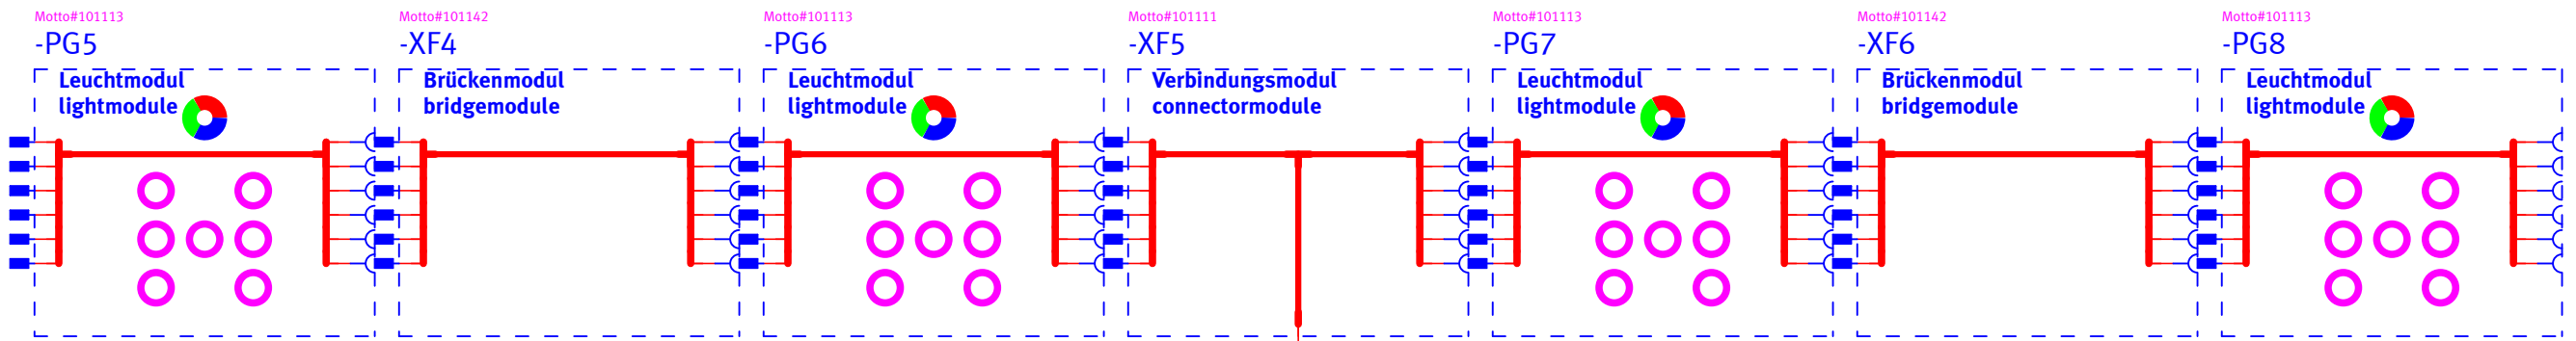 Motto#101113
-PG5
Leuchtmodul
lightmodule
Motto#101142
-XF4
Brückenmodul
bridgemodule
Motto#101113
-PG6
Leuchtmodul
lightmodule
Motto#101111
-XF5
Verbindungsmodul
connectormodule
Motto#101113
-PG7
Leuchtmodul
lightmodule
Motto#101142
-XF6
Brückenmodul
bridgemodule
Motto#101113
-PG8
Leuchtmodul
lightmodule